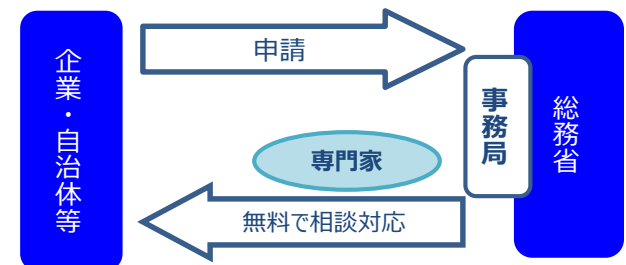 企業・自治体等
申請
事務局
総務省
専門家
無料で相談対応